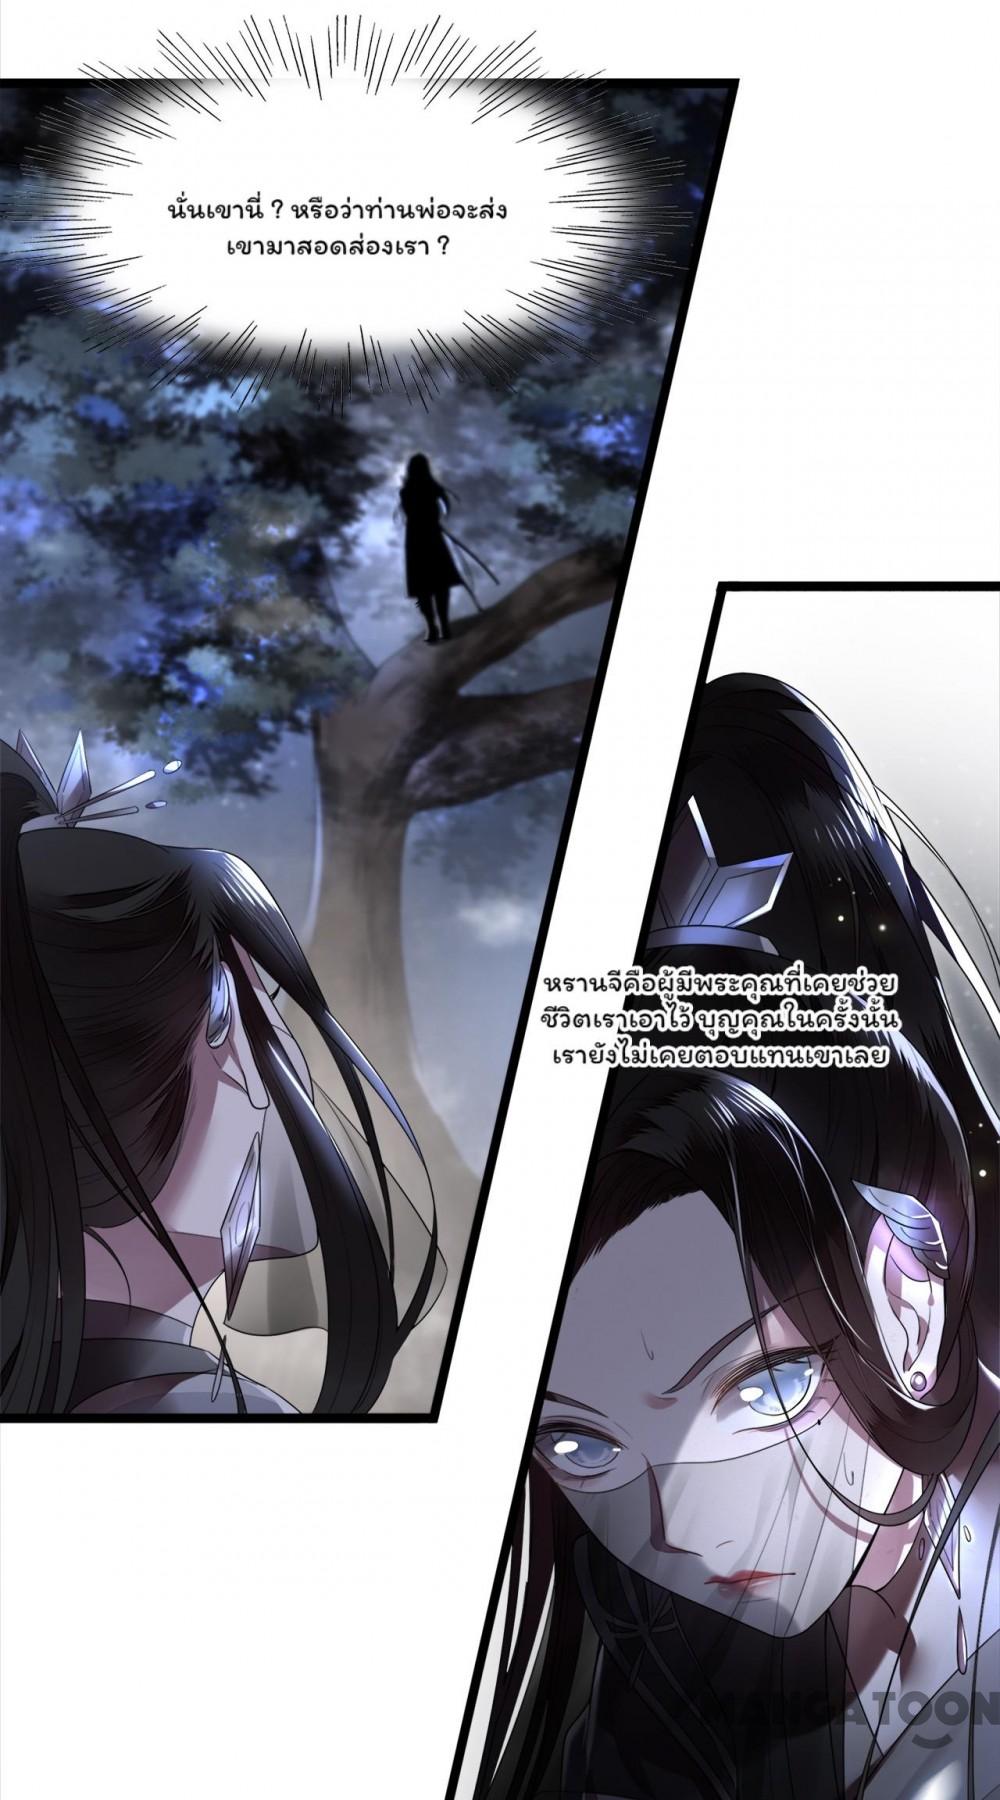 นั่นเขานี่ ? หรือว่าท่านพ่อจะส่ง
เขามาสอดส่องเรา ?
หรานจีคือผู้มีพระคุณที่เคยช่วย
ชีวิตเราเอาไว้ บุญคุณในครั้งนั้น
เรายังไม่เคยตอบแทนเขาเลย
MANGATOON